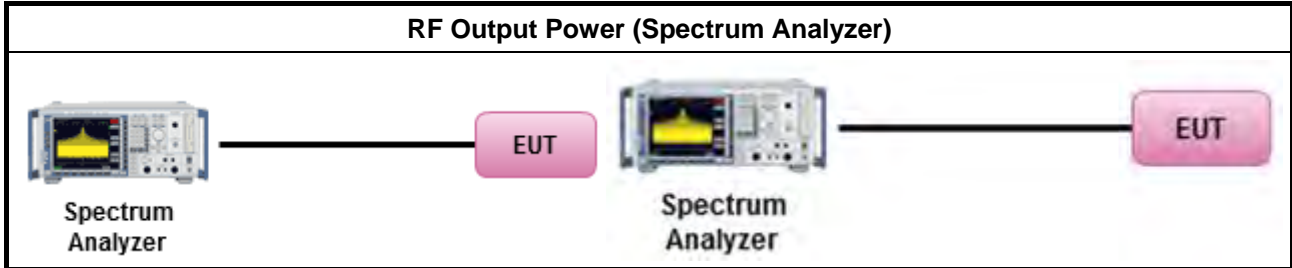 RF Output Power (Spectrum Analyzer)
EUT
Spectrum
Analyzer
EUT
Spectrum
Analyzer